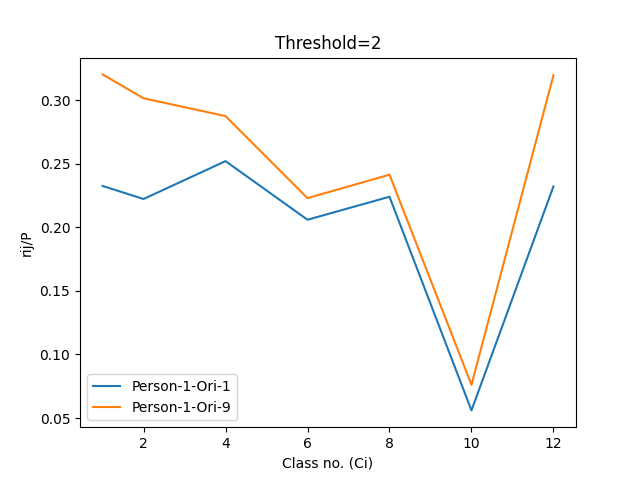 Threshold=2
rij/P
0.30
0.25
0.20
0.15
0.10
0.05
Person-1-Ori-1
Person-1-Ori-9
2 4 6 8 10 12
Class no. (Ci)